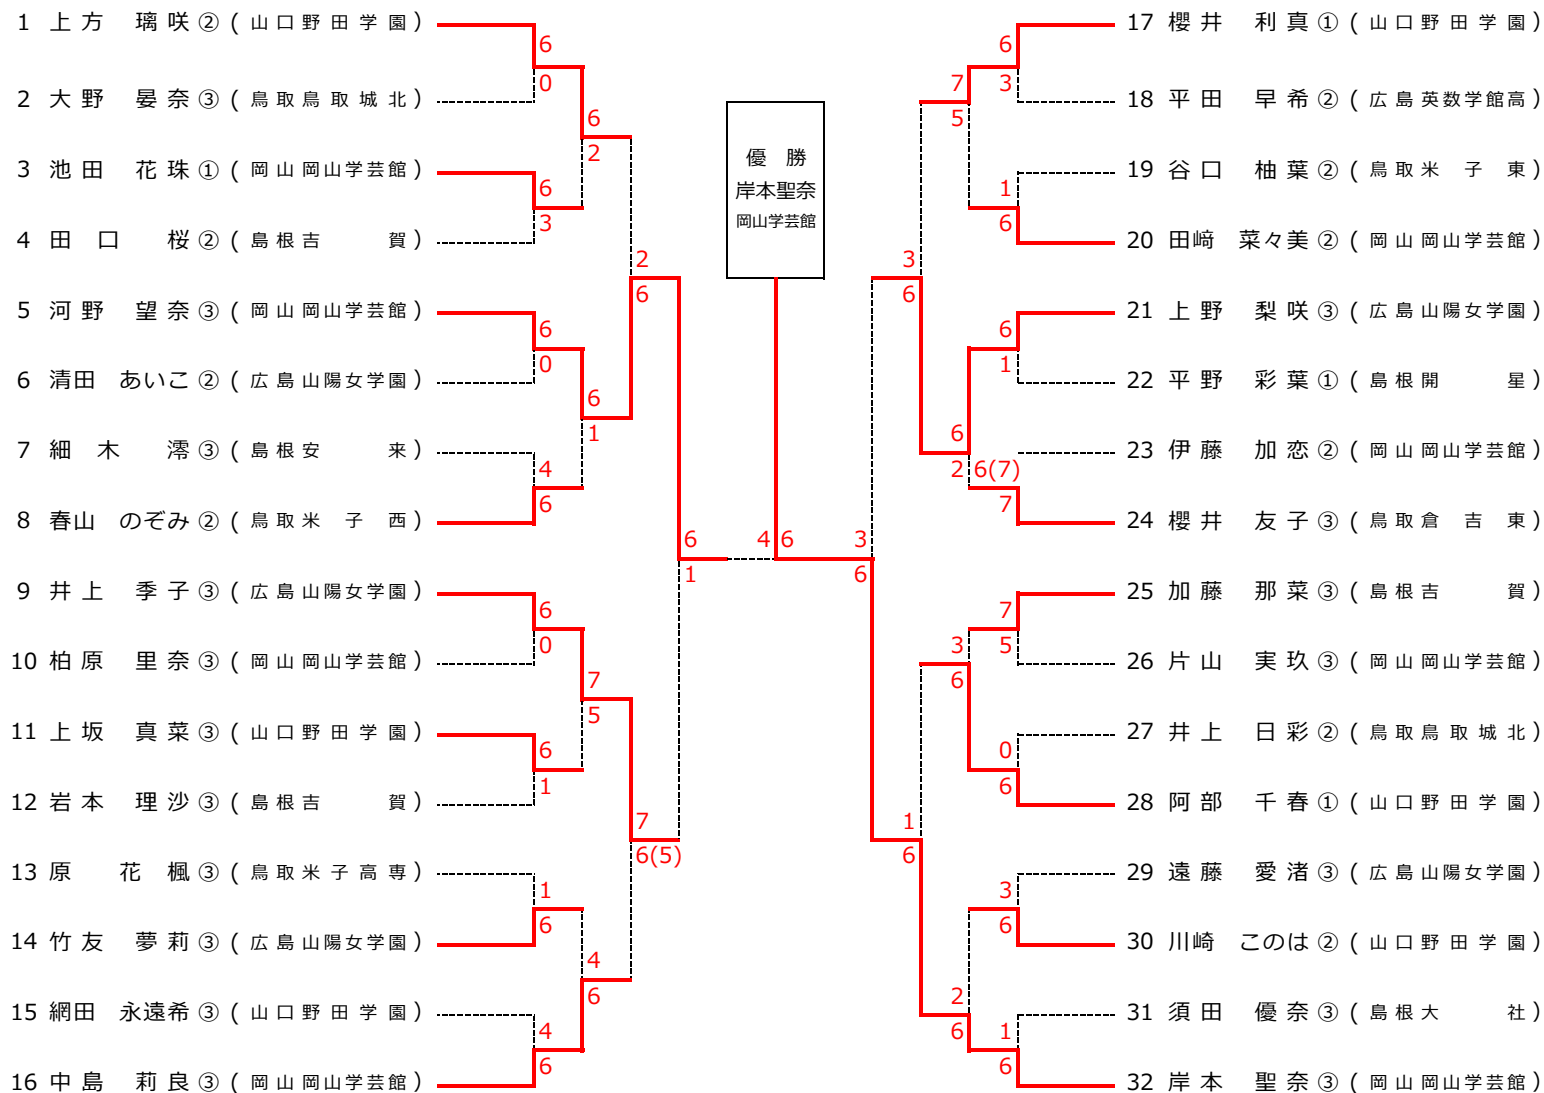 1 上方 璃咲② (山口野田学園)
6
0
2 大野 晏奈③ (鳥取鳥取城北)
6
2
3 池田 花珠① (岡山岡山学芸館)
6
3
4 田口 桜② (島根吉賀)
2
6
5 河野 望奈③ (岡山岡山学芸館)
6
0
6 清田 あいこ② (広島山陽女学園)
6
1
7 細木 澪③ (島根安来)
4
6
8 春山 のぞみ② (鳥取米子西)
6
1
9 井上 季子③ (広島山陽女学園)
6
0
10 柏原 里奈③ (岡山岡山学芸館)
7
5
11 上坂 真菜③ (山口野田学園)
6
1
12 岩本 理沙③ (島根吉賀)
7
6(5)
13 原 花楓③ (鳥取米子高専)
1
6
14 竹友 夢莉③ (広島山陽女学園)
4
6
15 網田 永遠希③ (山口野田学園)
4
6
16 中島 莉良③ (岡山岡山学芸館)
優勝
岸本聖奈
岡山学芸館
4 6
17 櫻井 利真① (山口野田学園)
6
3
18 平田 早希② (広島英数学館高)
7
5
19 谷口 柚葉② (鳥取米子東)
1
6
20 田﨑 菜々美② (岡山岡山学芸館)
3
6
21 上野 梨咲③ (広島山陽女学園)
6
1
22 平野 彩葉① (島根開星)
6
2
23 伊藤 加恋② (岡山岡山学芸館)
6(7)
7
24 櫻井 友子③ (鳥取倉吉東)
3
6
25 加藤 那菜③ (島根吉賀)
7
5
26 片山 実玖③ (岡山岡山学芸館)
3
6
27 井上 日彩② (鳥取鳥取城北)
0
6
28 阿部 千春① (山口野田学園)
1
6
29 遠藤 愛渚③ (広島山陽女学園)
3
6
30 川崎 このは② (山口野田学園)
2
6
31 須田 優奈③ (島根大社)
1
6
32 岸本 聖奈③ (岡山岡山学芸館)